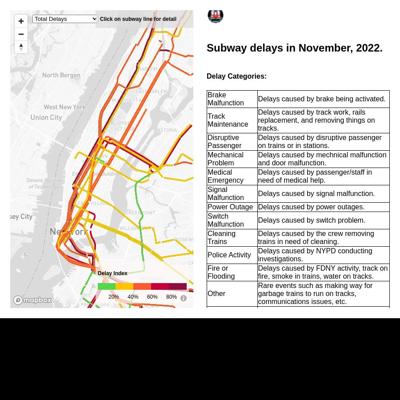 Total Delays
Click on subway line for detail
North Bergen
West New York
Union City
New York
Delay Index
20% 40% 60% 80%
mapbox
Subway delays in November, 2022.
Delay Categories:
Brake
Malfunction
Delays caused by brake being activated.
Track
Maintenance
Delays caused by track work, rails
replacement, and removing things on
tracks.
Disruptive
Passenger
Delays caused by disruptive passenger
on trains or in stations.
Mechanical
Problem
Delays caused by mechnical malfunction
and door malfunction.
Medical
Emergency
Delays caused by passenger/staff in
need of medical help.
Signal
Malfunction
Delays caused by signal malfunction.
Power Outage
Delays caused by power outages.
Switch
Malfunction
Delays caused by switch problem.
Cleaning
Trains
Delays caused by the crew removing
trains in need of cleaning.
Police Activity
Delays caused by NYPD conducting
investigations.
Fire or
Flooding
Delays caused by FDNY activity, track on
fire, smoke in trains, water on tracks.
Other
Rare events such as making way for
garbage trains to run on tracks,
communications issues, etc.